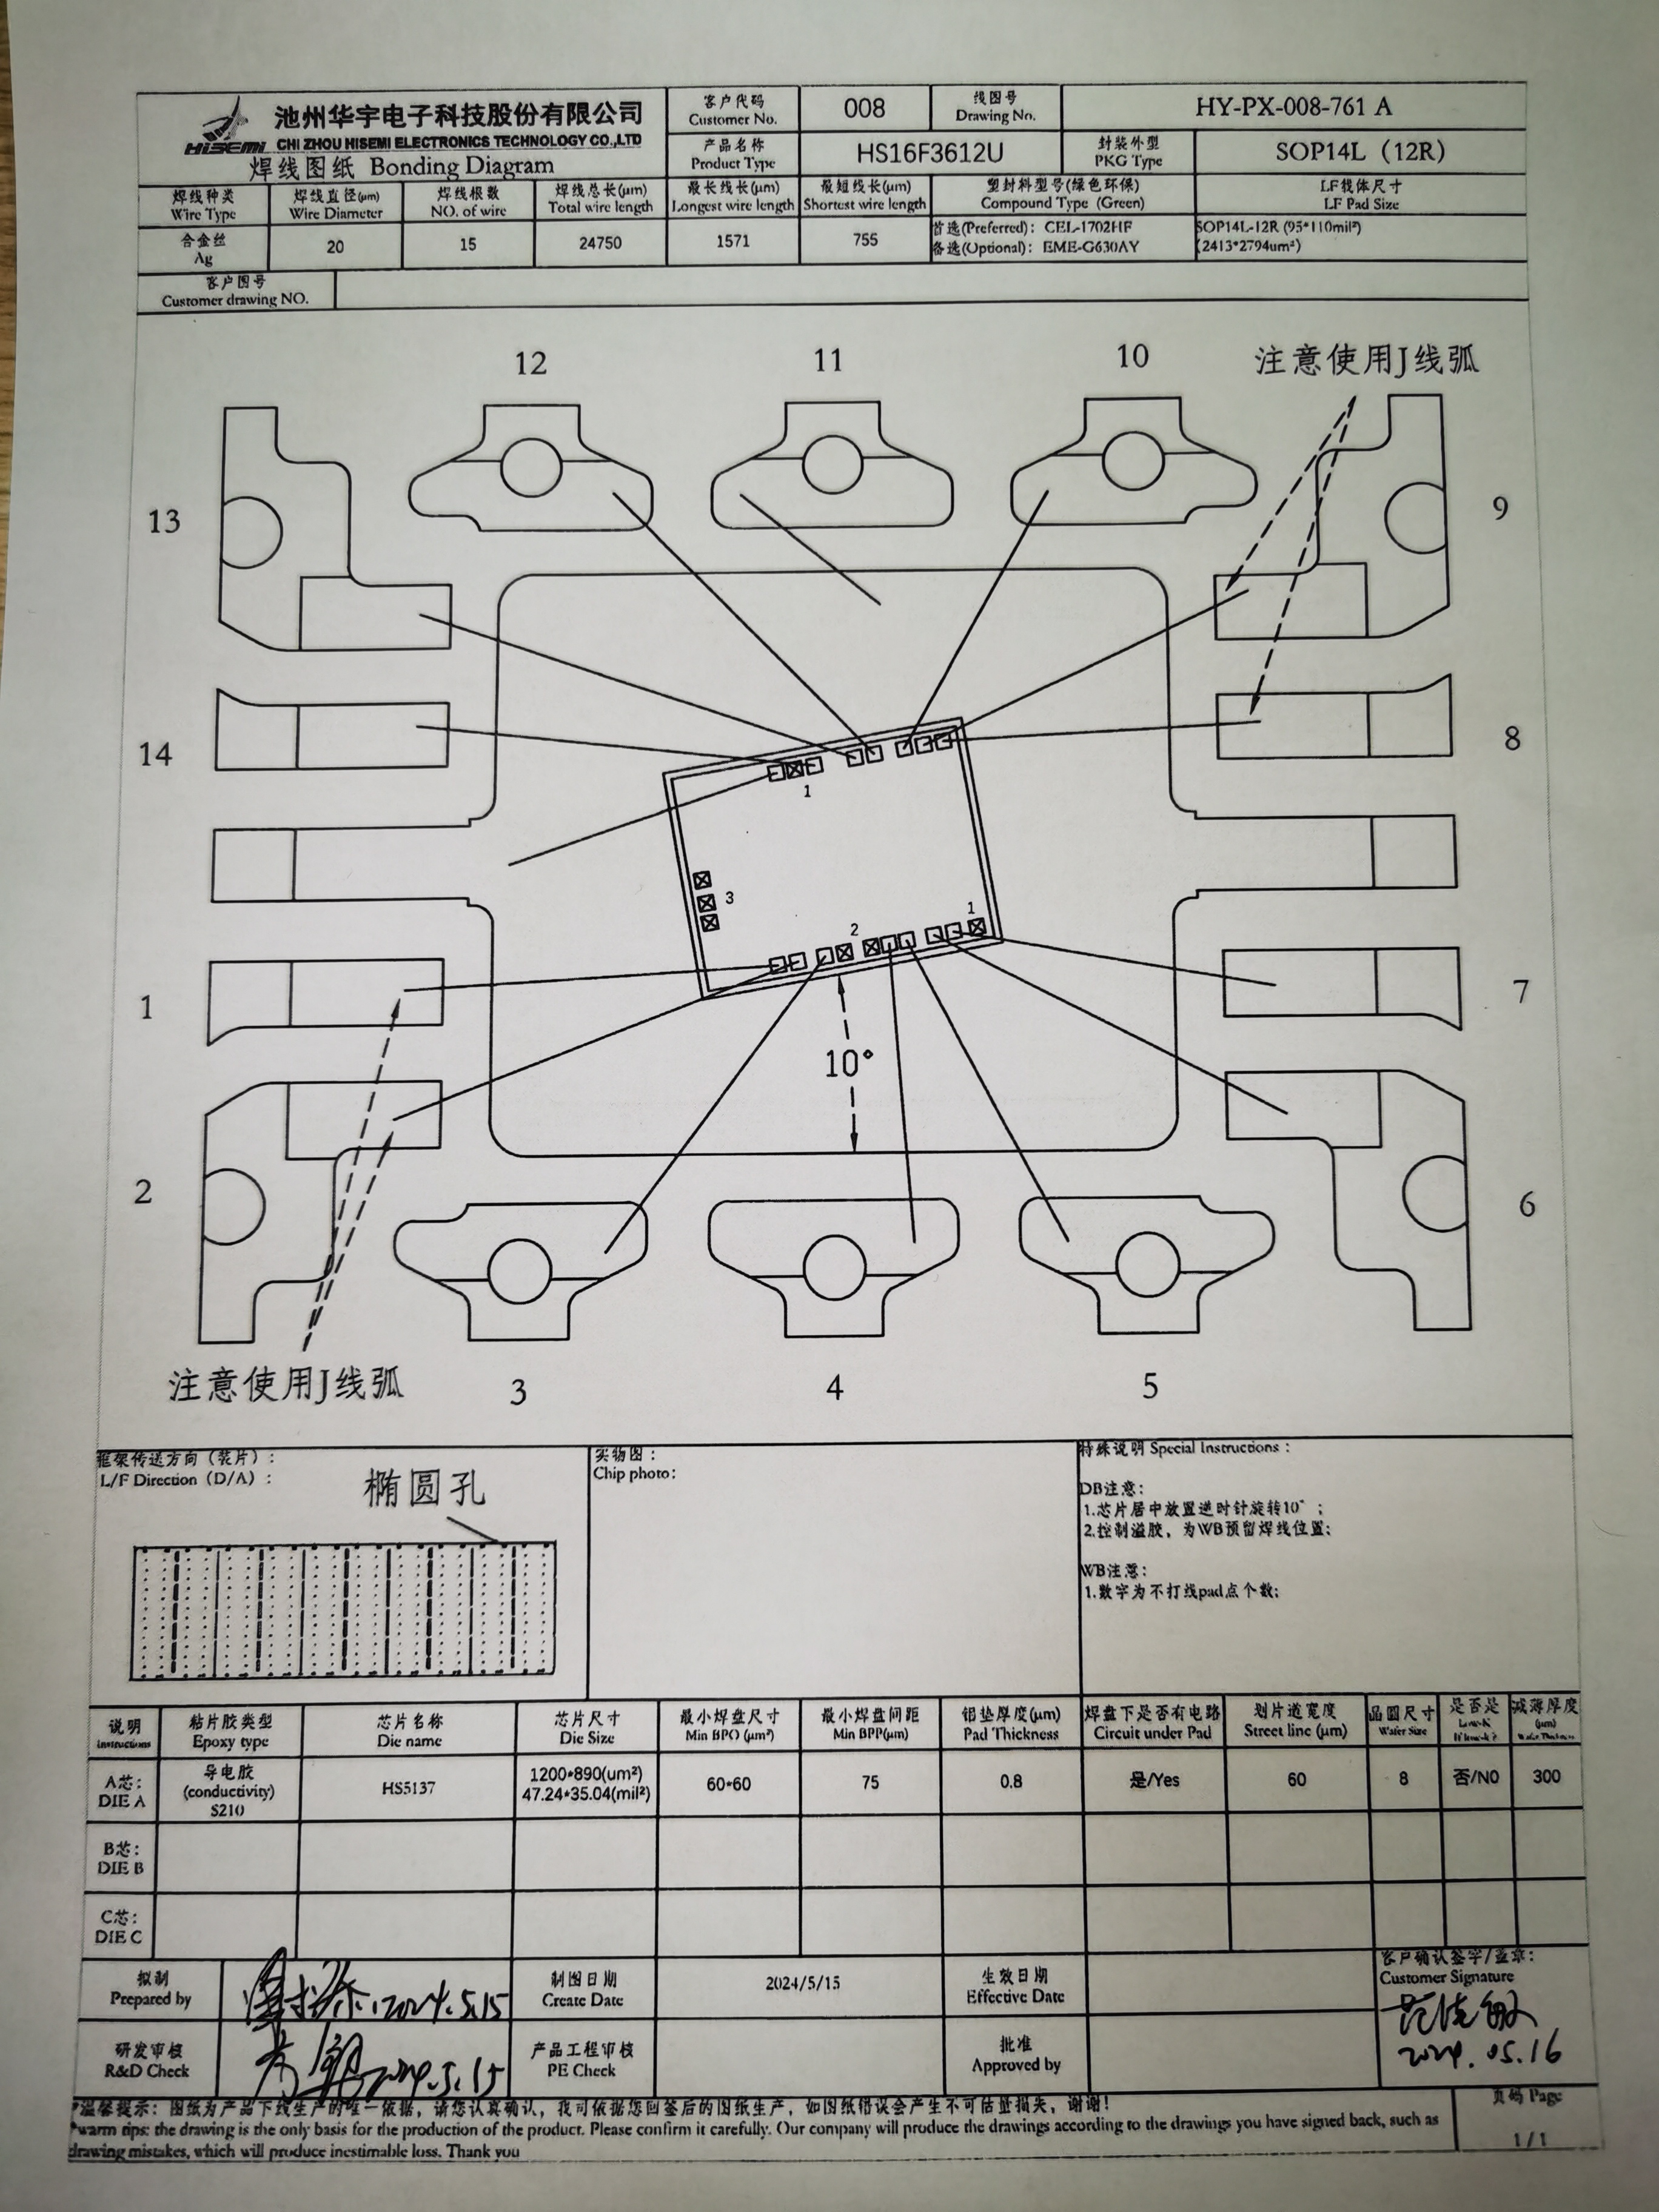 池州华宇电子科技股份有限公司
HISEMI CHI ZHOU HISEMI ELECTRONICS TECHNOLOGY CO.,LTD
焊线图纸 Bonding Diagram
客户代码
Customer No.
008
线图号
Drawing No.
HY-PX-008-761 A
产品名称
Product Type
HS16F3612U
封装外型
PKG Type
SOP14L（12R）
焊线种类
Wire Type
焊线直径(μm)
Wire Diameter
焊线根数
NO. of wire
焊线总长(μm)
Total wire length
最长线长(μm)
Longest wire length
最短线长(μm)
Shortest wire length
塑封料型号(绿色环保)
Compound Type (Green)
LF载体尺寸
LF Pad Size
合金丝
Ag
20
15
24750
1571
755
首选(Preferred)：CEL-1702HF
备选(Optional)：EME-G630AY
SOP14L-12R (95*110mil²)
(2413*2794um²)
客户图号
Customer drawing NO.
12
11
10
注意使用J线弧
13
9
14
8
1
3
1
2
1
7
10°
2
6
注意使用J线弧
3
4
5
框架传送方向（装片）：
L/F Direction（D/A）：
椭圆孔
实物图：
Chip photo:
特殊说明 Special Instructions：
DB注意：
1.芯片居中放置逆时针旋转10°；
2.控制溢胶，为WB预留焊线位置；
WB注意：
1.数字为不打线pad点个数；
说明
Instructions
粘片胶类型
Epoxy type
芯片名称
Die name
芯片尺寸
Die Size
最小焊盘尺寸
Min BPO (μm²)
最小焊盘间距
Min BPP(μm)
铝垫厚度(μm)
Pad Thickness
焊盘下是否有电路
Circuit under Pad
划片道宽度
Street line (μm)
晶圆尺寸
Wafer Size
是否是
Low-K
减薄厚度
(μm)
A芯：
DIE A
导电胶
(conductivity)
S210
HS5137
1200*890(um²)
47.24*35.04(mil²)
60*60
75
0.8
是/Yes
60
8
否/NO
300
B芯：
DIE B
C芯：
DIE C
拟制
Prepared by
2024.5.15
制图日期
Create Date
2024/5/15
生效日期
Effective Date
客户确认签字/盖章：
Customer Signature
2024.05.16
研发审核
R&D Check
2024.5.15
产品工程审核
PE Check
批准
Approved by
*温馨提示：图纸为产品下线生产的唯一依据，请您认真确认，我司依据您回签后的图纸生产，如图纸错误会产生不可估量损失，谢谢！
*warm tips: the drawing is the only basis for the production of the product. Please confirm it carefully. Our company will produce the drawings according to the drawings you have signed back, such as
drawing mistakes, which will produce inestimable loss. Thank you
页码 Page
1/1